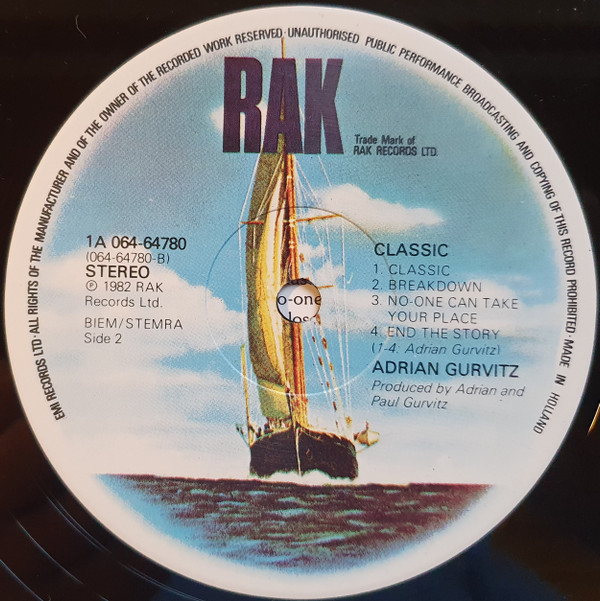 EMI RECORDS LTD · ALL RIGHTS OF THE MANUFACTURER AND OF THE OWNER OF THE RECORDED WORK RESERVED · UNAUTHORISED PUBLIC PERFORMANCE BROADCASTING AND COPYING OF THIS RECORD PROHIBITED · MADE IN HOLLAND
RAK
Trade Mark of
RAK RECORDS LTD.
1A 064-64780
(064-64780-B)
STEREO
℗ 1982 RAK
Records Ltd.
BIEM/STEMRA
Side 2
CLASSIC
1. CLASSIC
2. BREAKDOWN
3. NO-ONE CAN TAKE
YOUR PLACE
4. END THE STORY
(1-4: Adrian Gurvitz)
ADRIAN GURVITZ
Produced by Adrian and
Paul Gurvitz
o-one